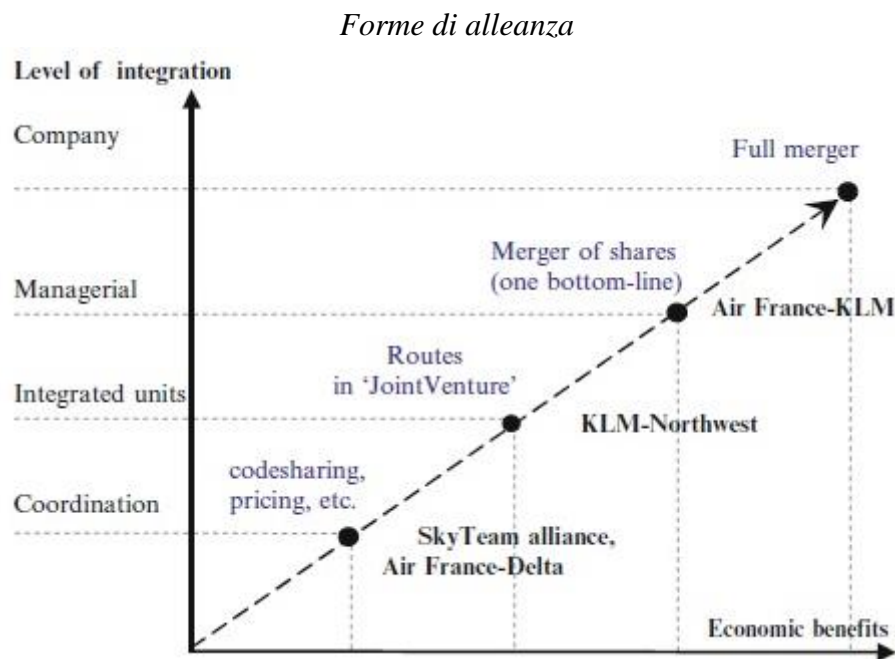 Forme di alleanza
Level of integration
Company
Full merger
Merger of shares
(one bottom-line)
Managerial
Air France-KLM
Routes
in ‘JointVenture’
Integrated units
KLM-Northwest
codesharing,
pricing, etc.
Coordination
SkyTeam alliance,
Air France-Delta
Economic benefits